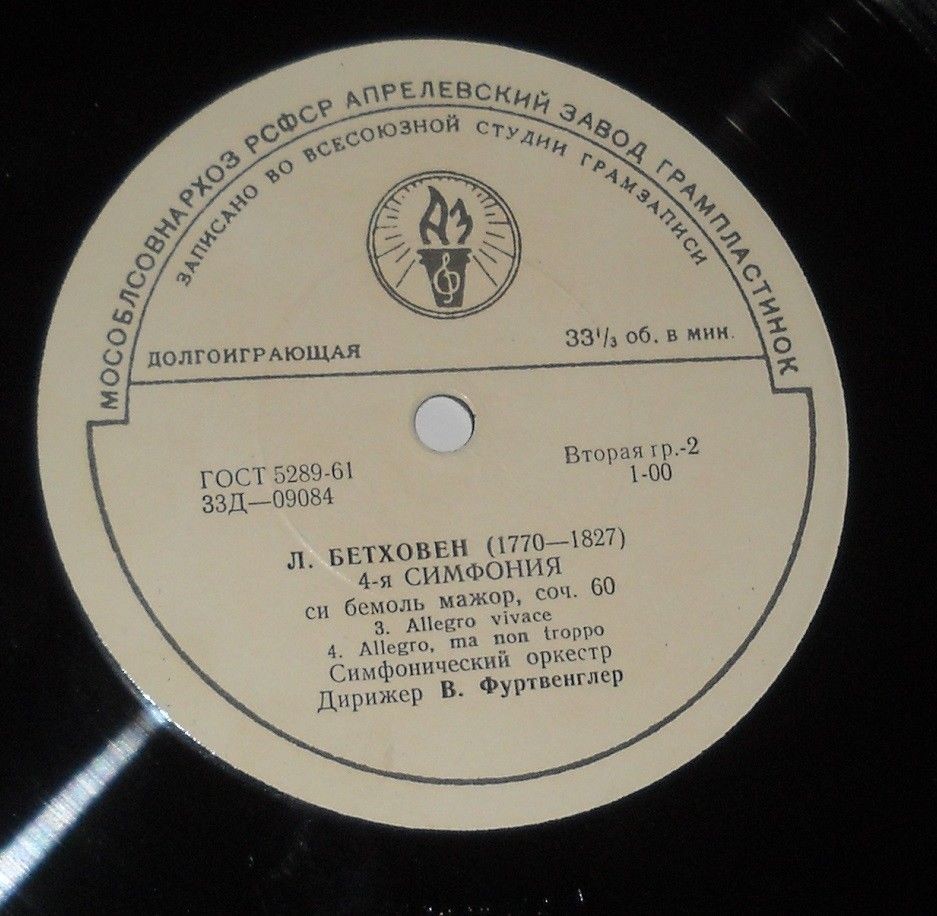 МОСОБЛСОВНАРХОЗ РСФСР АПРЕЛЕВСКИЙ ЗАВОД ГРАМПЛАСТИНОК
ЗАПИСАНО ВО ВСЕСОЮЗНОЙ СТУДИИ ГРАМЗАПИСИ
АЗ
ДОЛГОИГРАЮЩАЯ
33⅓ об. в мин.
ГОСТ 5289-61
33Д—09084
Вторая гр.-2
1-00
Л. БЕТХОВЕН (1770—1827)
4-я СИМФОНИЯ
си бемоль мажор, соч. 60
3. Allegro vivace
4. Allegro, ma non troppo
Симфонический оркестр
Дирижер В. Фуртвенглер